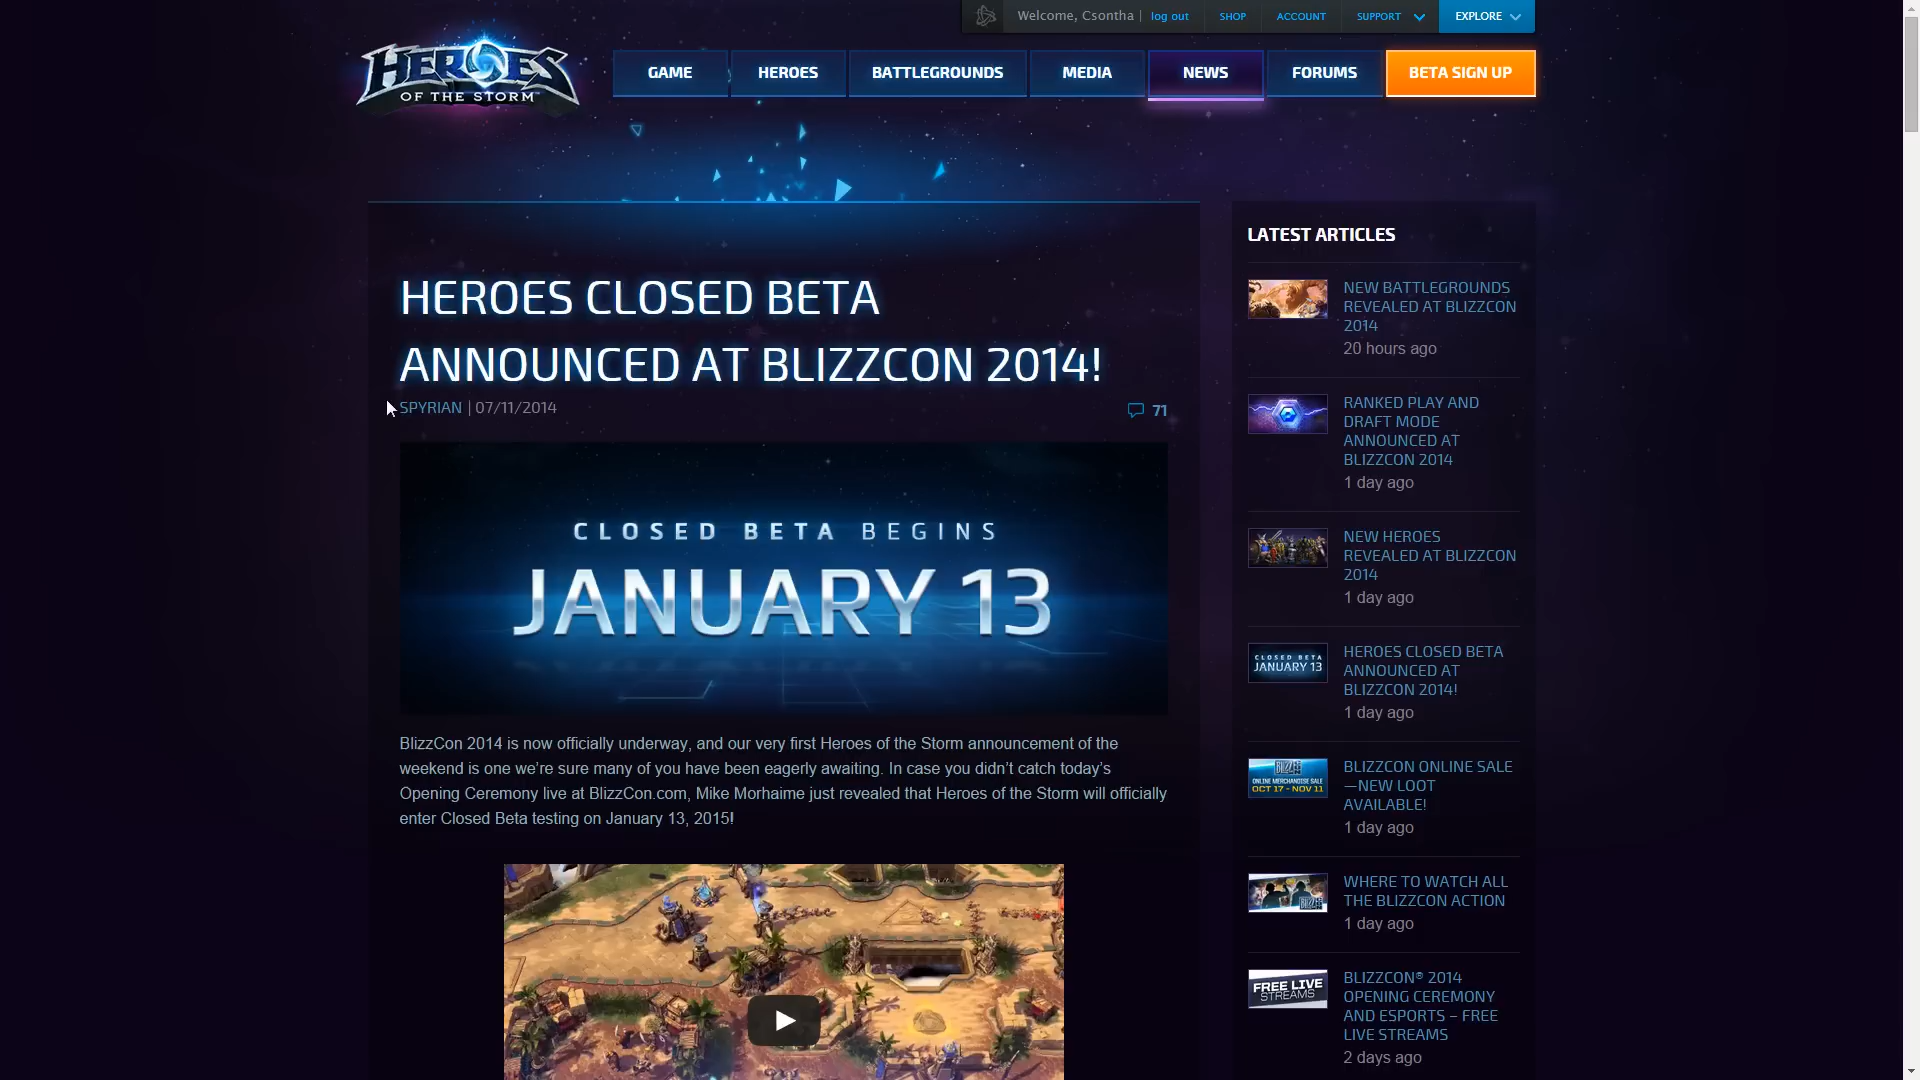 Welcome, Csontha | log out
SHOP
ACCOUNT
SUPPORT
EXPLORE
HEROES
OF THE STORM
GAME
HEROES
BATTLEGROUNDS
MEDIA
NEWS
FORUMS
BETA SIGN UP
HEROES CLOSED BETA
ANNOUNCED AT BLIZZCON 2014!
SPYRIAN | 07/11/2014
71
CLOSED BETA BEGINS
JANUARY 13
BlizzCon 2014 is now officially underway, and our very first Heroes of the Storm announcement of the
weekend is one we’re sure many of you have been eagerly awaiting. In case you didn’t catch today’s
Opening Ceremony live at BlizzCon.com, Mike Morhaime just revealed that Heroes of the Storm will officially
enter Closed Beta testing on January 13, 2015!
LATEST ARTICLES
NEW BATTLEGROUNDS
REVEALED AT BLIZZCON
2014
20 hours ago
RANKED PLAY AND
DRAFT MODE
ANNOUNCED AT
BLIZZCON 2014
1 day ago
NEW HEROES
REVEALED AT BLIZZCON
2014
1 day ago
CLOSED BETA
JANUARY 13
HEROES CLOSED BETA
ANNOUNCED AT
BLIZZCON 2014!
1 day ago
BLIZZ
ONLINE MERCHANDISE SALE
OCT 17 - NOV 11
BLIZZCON ONLINE SALE
—NEW LOOT
AVAILABLE!
1 day ago
WHERE TO WATCH ALL
THE BLIZZCON ACTION
1 day ago
FREE LIVE
STREAMS
BLIZZCON® 2014
OPENING CEREMONY
AND ESPORTS – FREE
LIVE STREAMS
2 days ago